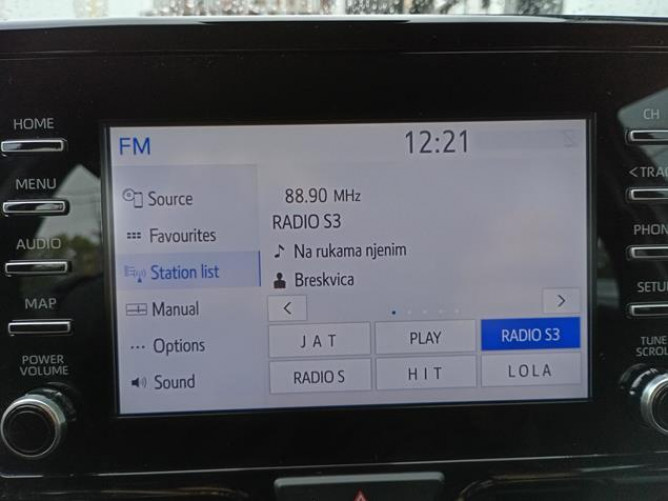 HOME
MENU
AUDIO
MAP
POWER
VOLUME
FM
12:21
Source
Favourites
Station list
Manual
Options
Sound
88.90 MHz
RADIO S3
Na rukama njenim
Breskvica
<
>
J A T
PLAY
RADIO S3
RADIO S
H I T
L O L A
CH
< TRAC
PHON
SETU
TUNE
SCROL